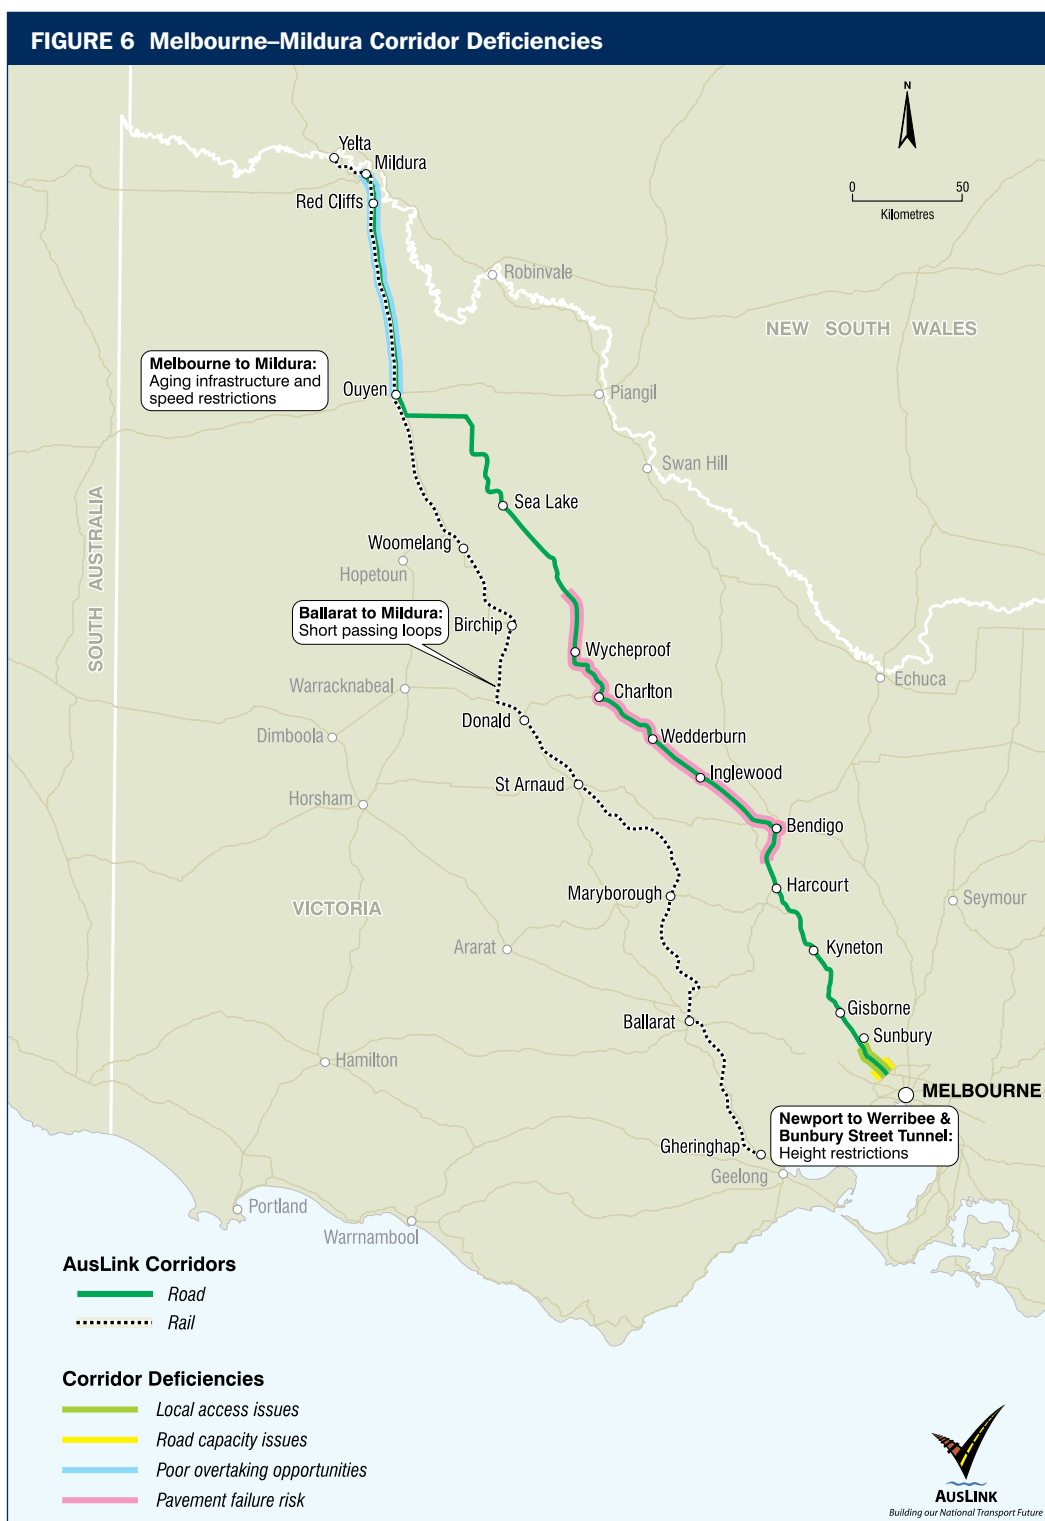 FIGURE 6 Melbourne–Mildura Corridor Deficiencies
N
0 50
Kilometres
Yelta
Mildura
Red Cliffs
Robinvale
NEW SOUTH WALES
Melbourne to Mildura:
Aging infrastructure and
speed restrictions
Ouyen
Piangil
Swan Hill
SOUTH AUSTRALIA
Sea Lake
Woomelang
Hopetoun
Ballarat to Mildura:
Short passing loops
Birchip
Wycheproof
Echuca
Warracknabeal
Charlton
Donald
Dimboola
Wedderburn
Inglewood
St Arnaud
Horsham
Bendigo
Harcourt
Maryborough
Seymour
VICTORIA
Ararat
Kyneton
Gisborne
Ballarat
Sunbury
Hamilton
MELBOURNE
Newport to Werribee &
Bunbury Street Tunnel:
Height restrictions
Gheringhap
Geelong
Portland
Warrnambool
AusLink Corridors
Road
Rail
Corridor Deficiencies
Local access issues
Road capacity issues
Poor overtaking opportunities
Pavement failure risk
AUSLINK
Building our National Transport Future